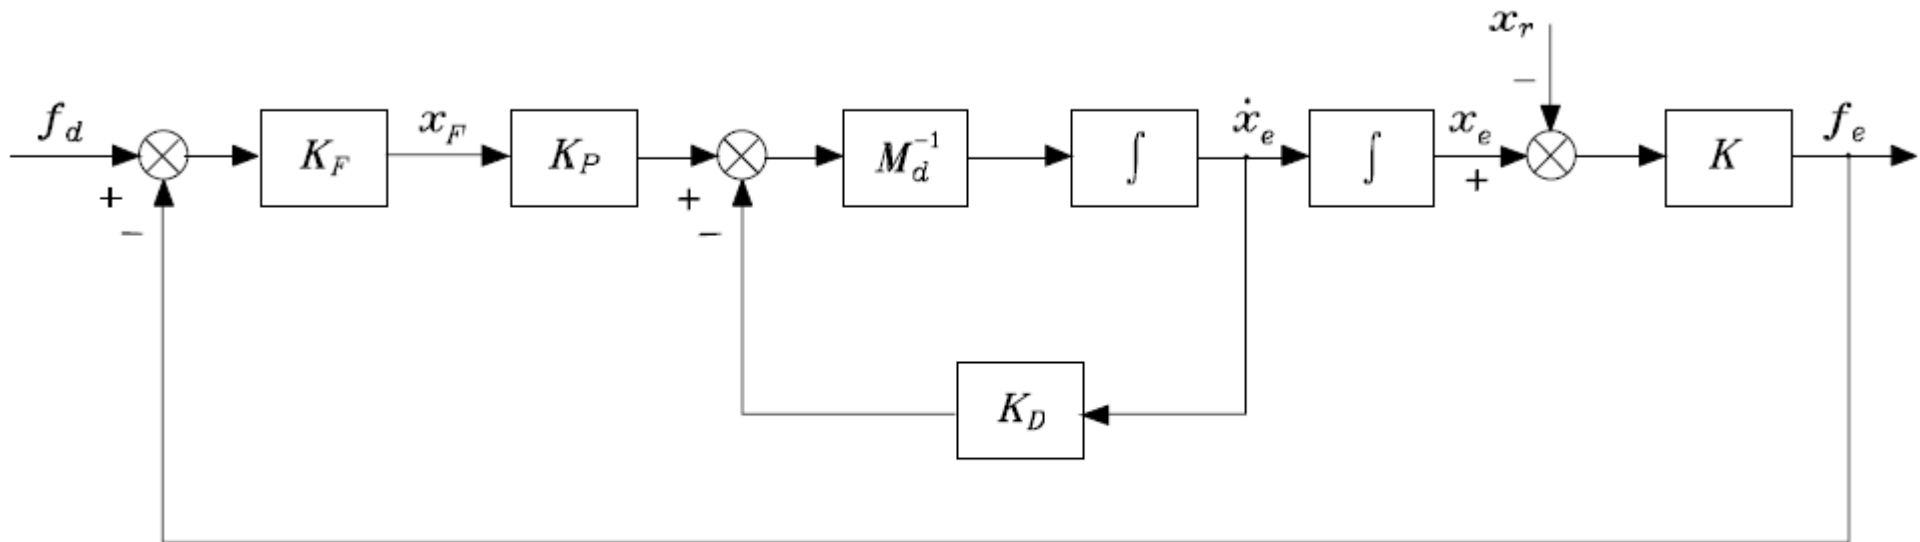 x_r
−
f_d
K_F
x_F
K_P
M_d^{-1}
∫
ẋ_e
∫
x_e
K
f_e
+
−
+
−
+
K_D